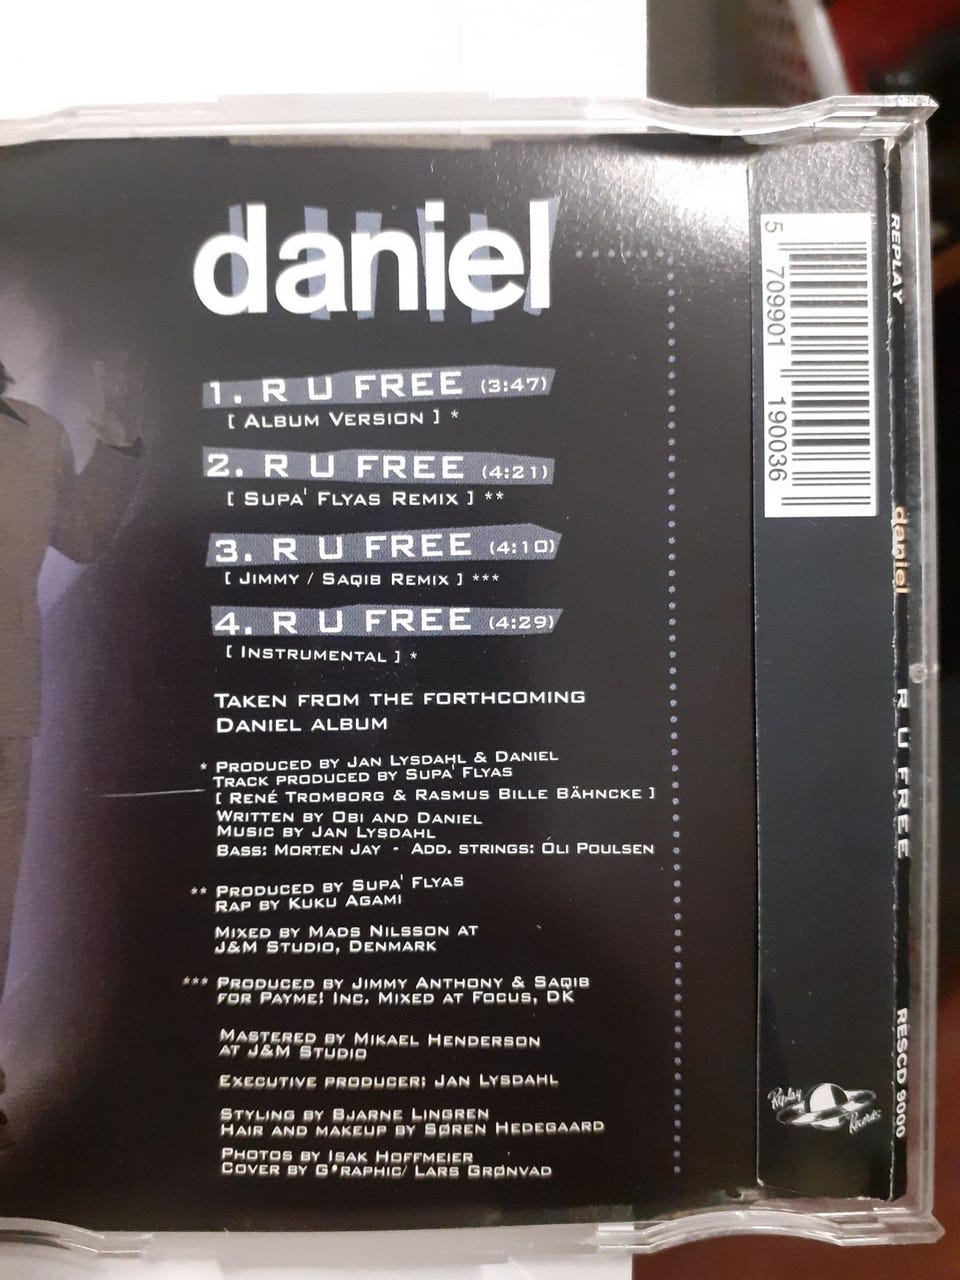 daniel
1. R U FREE (3:47)
[ ALBUM VERSION ] *
2. R U FREE (4:21)
[ SUPA' FLYAS REMIX ] **
3. R U FREE (4:10)
[ JIMMY / SAQIB REMIX ] ***
4. R U FREE (4:29)
[ INSTRUMENTAL ] *
TAKEN FROM THE FORTHCOMING
DANIEL ALBUM
* PRODUCED BY JAN LYSDAHL & DANIEL
TRACK PRODUCED BY SUPA' FLYAS
[ RENÉ TROMBORG & RASMUS BILLE BÄHNCKE ]
WRITTEN BY OBI AND DANIEL
MUSIC BY JAN LYSDAHL
BASS: MORTEN JAY - ADD. STRINGS: OLI POULSEN
** PRODUCED BY SUPA' FLYAS
RAP BY KUKU AGAMI
MIXED BY MADS NILSSON AT
J&M STUDIO, DENMARK
*** PRODUCED BY JIMMY ANTHONY & SAQIB
FOR PAYME! INC. MIXED AT FOCUS, DK
MASTERED BY MIKAEL HENDERSON
AT J&M STUDIO
EXECUTIVE PRODUCER: JAN LYSDAHL
STYLING BY BJARNE LINGREN
HAIR AND MAKEUP BY SØREN HEDEGAARD
PHOTOS BY ISAK HOFFMEIER
COVER BY G*RAPHIC/ LARS GRØNVAD
5 709901 190036
Replay Records
REPLAY daniel R U FREE RESCD 9000